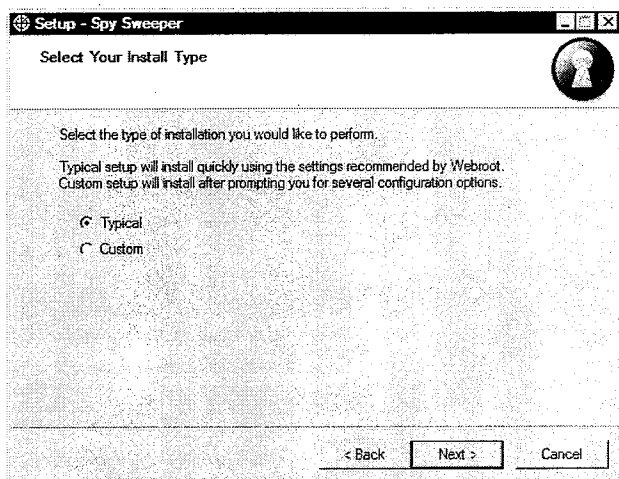 Setup - Spy Sweeper
Select Your Install Type
Select the type of installation you would like to perform.
Typical setup will install quickly using the settings recommended by Webroot.
Custom setup will install after prompting you for several configuration options.
Typical
Custom
< Back Next > Cancel